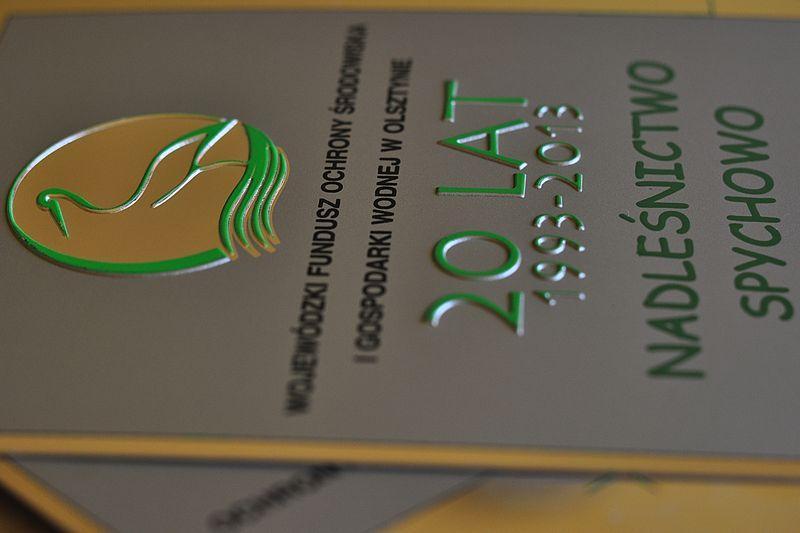 WOJEWÓDZKI FUNDUSZ OCHRONY ŚRODOWISKA
I GOSPODARKI WODNEJ W OLSZTYNIE
20 LAT
1993-2013
NADLEŚNICTWO
SPYCHOWO